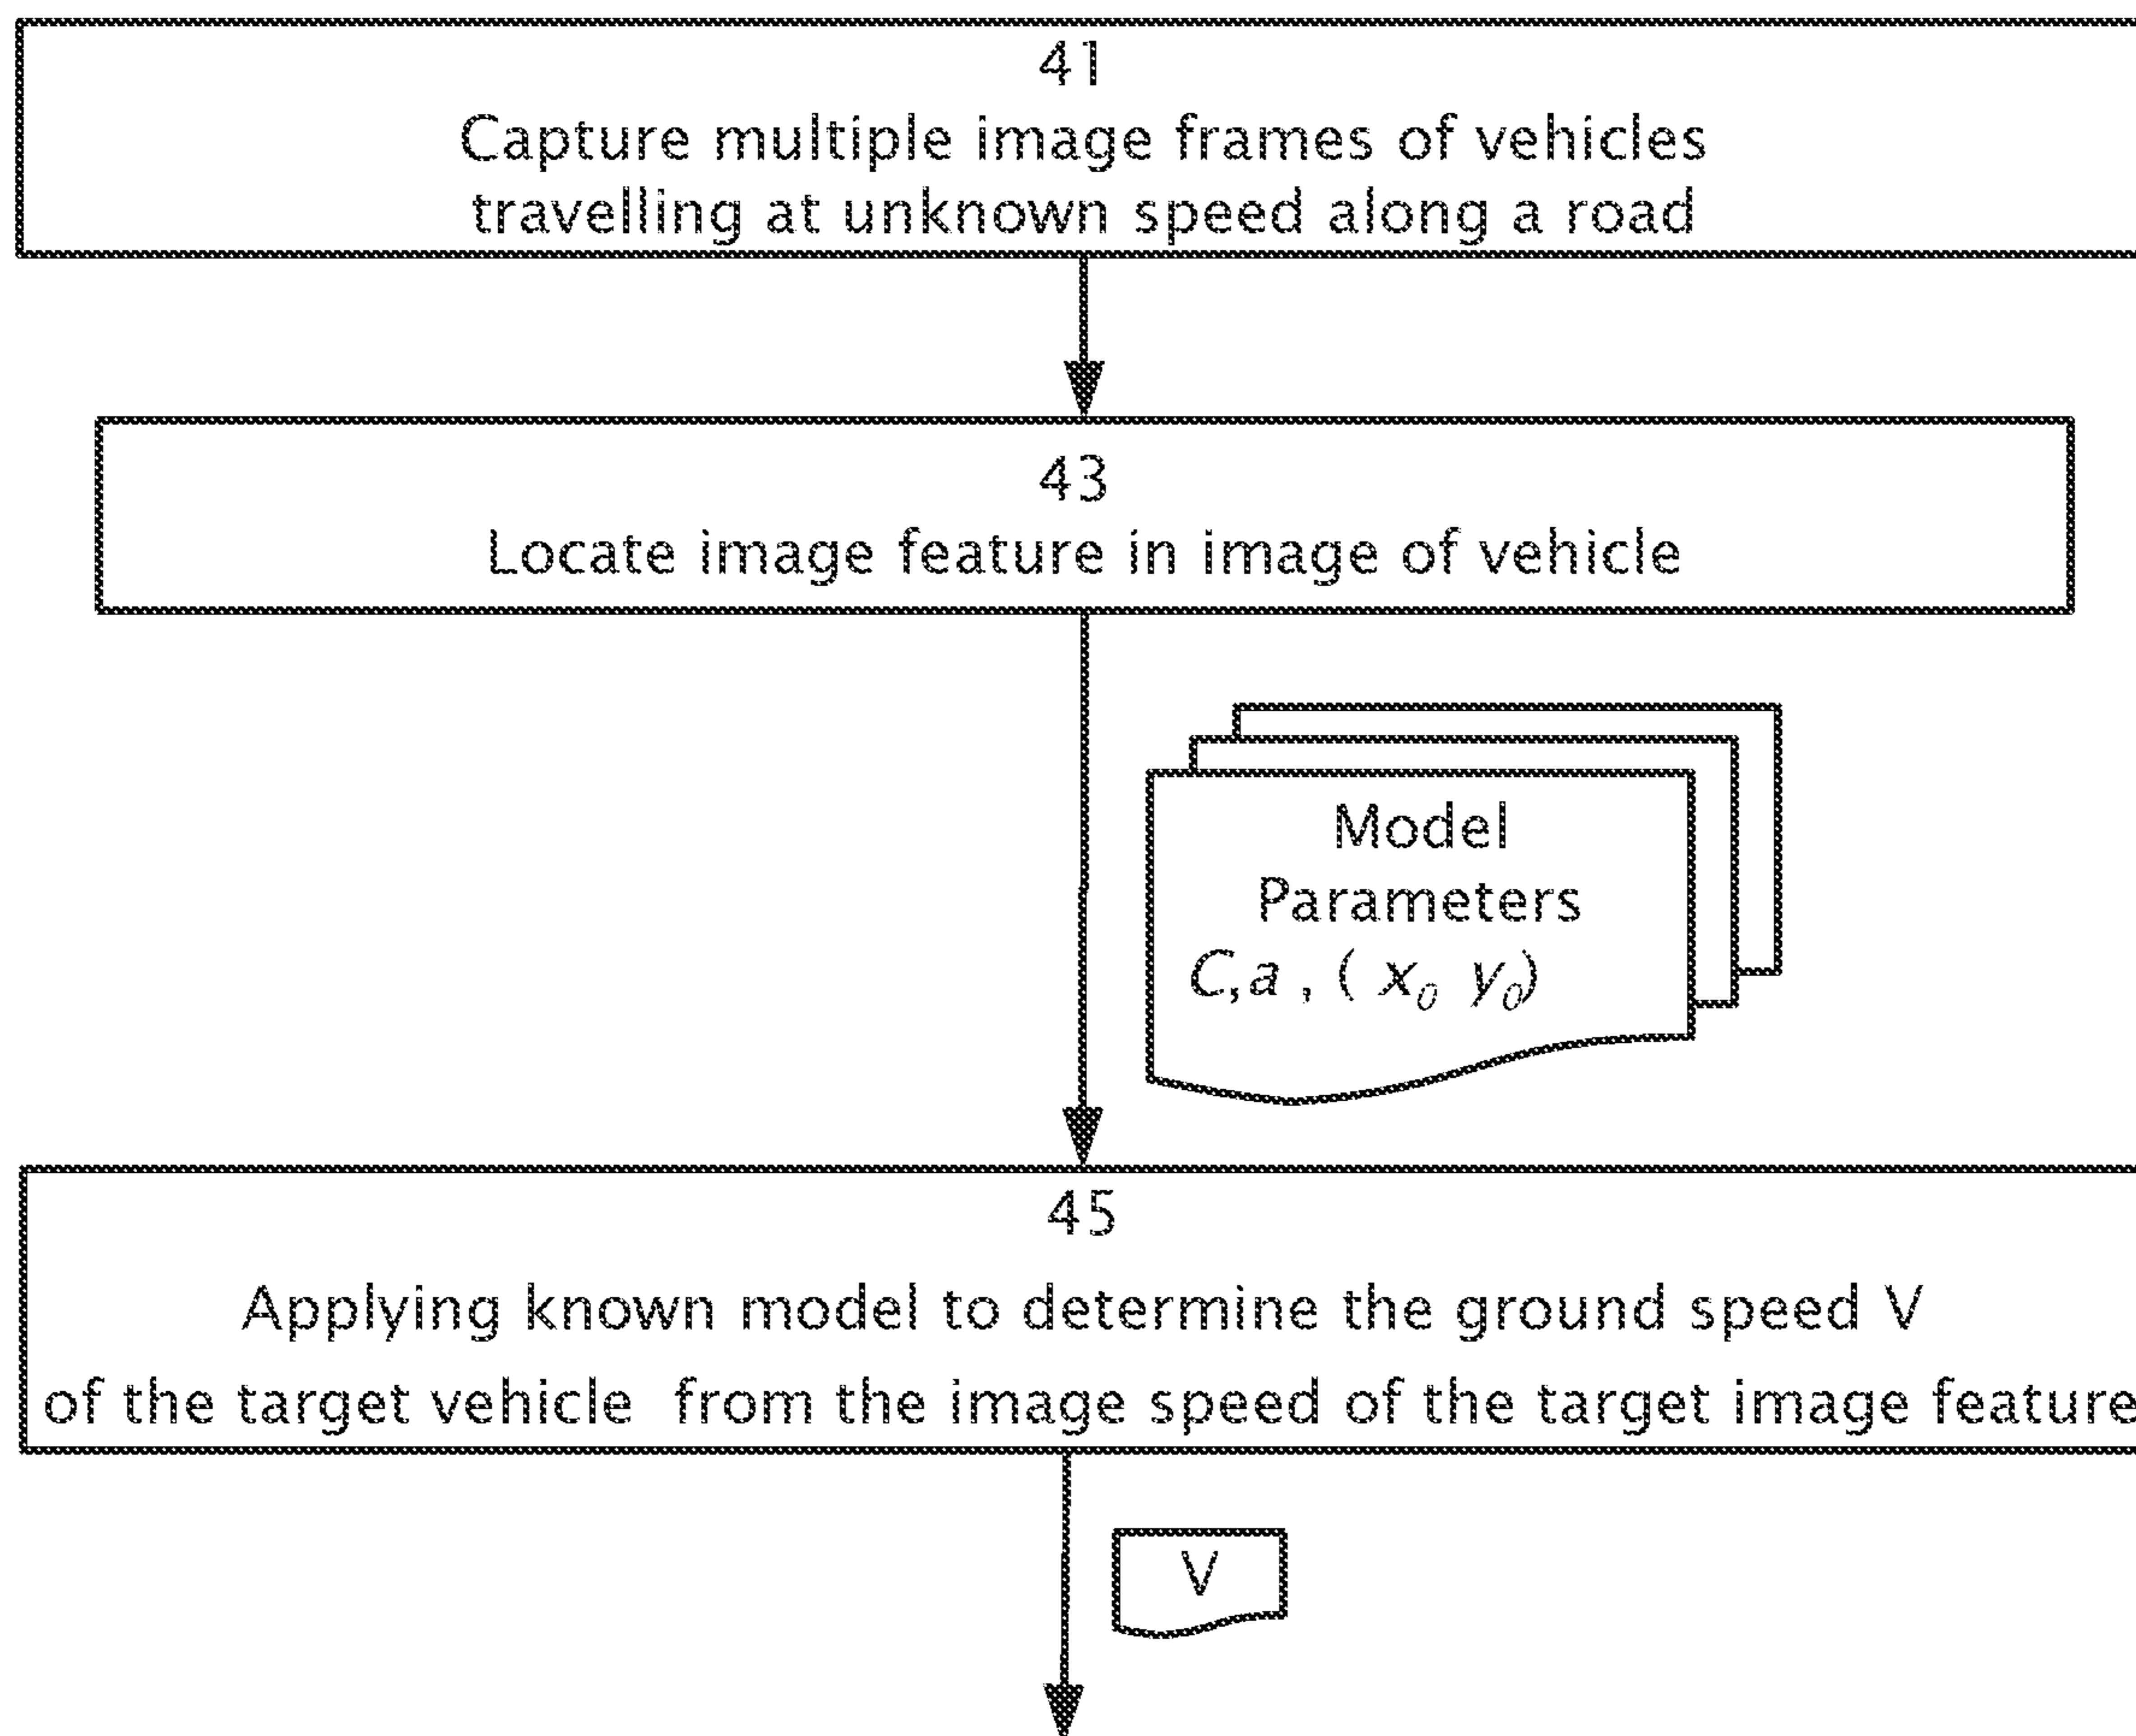 41
Capture multiple image frames of vehicles
travelling at unknown speed along a road
43
Locate image feature in image of vehicle
Model
Parameters
C,a , ( x₀ y₀)
45
Applying known model to determine the ground speed V
of the target vehicle from the image speed of the target image feature
V